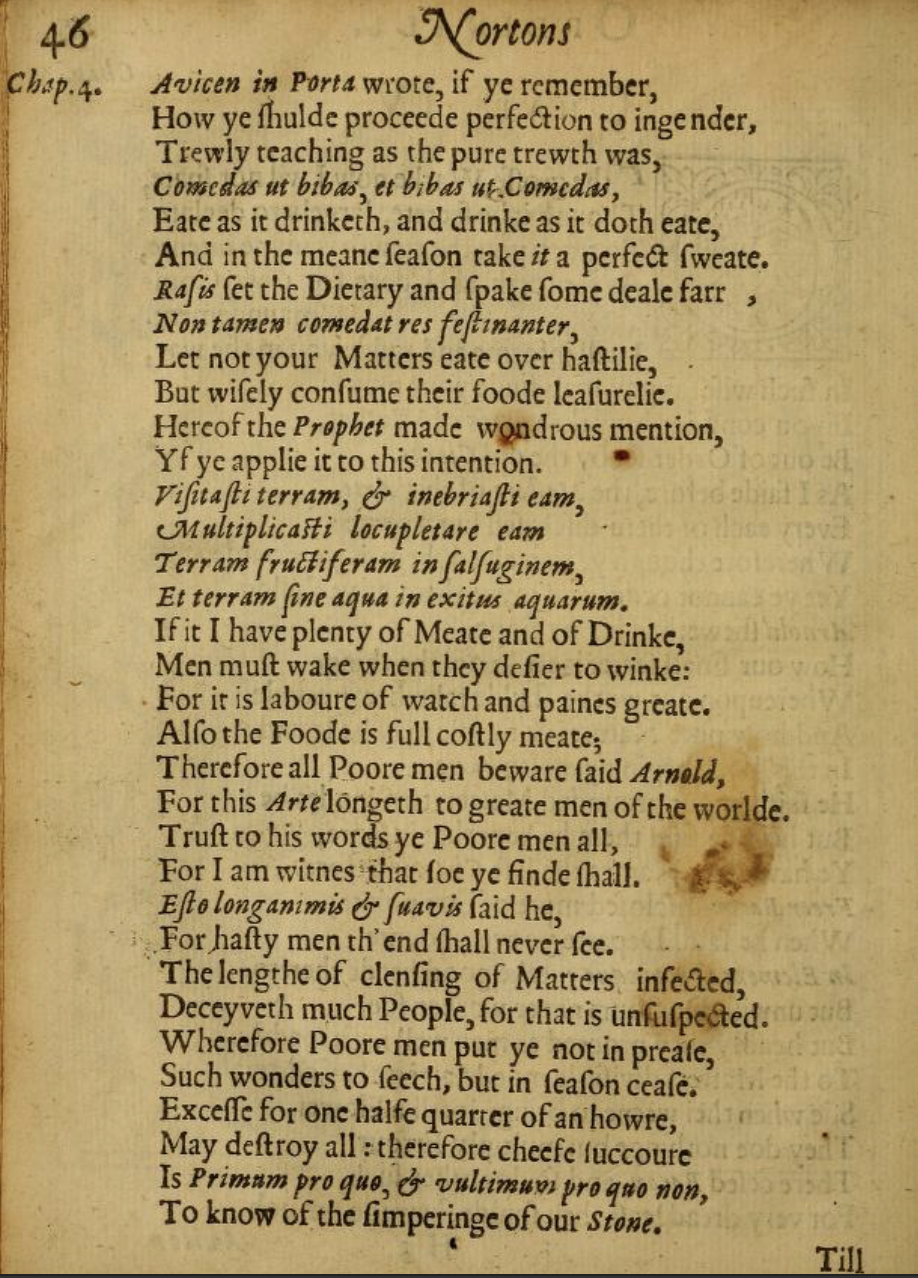 46 Nortons
Chap.4. Avicen in Porta wrote, if ye remember,
How ye ſhulde proceede perfection to ingender,
Trewly teaching as the pure trewth was,
Comedas ut bibas, et bibas ut Comedas,
Eate as it drinketh, and drinke as it doth eate,
And in the meane ſeaſon take it a perfect ſweate.
Raſis ſet the Dietary and ſpake ſome deale farr ,
Non tamen comedat res feſtinanter,
Let not your Matters eate over haſtilie,
But wiſely conſume their foode leaſurelie.
Hereof the Prophet made wondrous mention,
Yf ye applie it to this intention.
Viſitaſti terram, & inebriaſti eam,
Multiplicaſti locupletare eam
Terram fructiferam in ſalſuginem,
Et terram ſine aqua in exitus aquarum.
If it I have plenty of Meate and of Drinke,
Men muſt wake when they deſier to winke:
For it is laboure of watch and paines greate.
Alſo the Foode is full coſtly meate;
Therefore all Poore men beware ſaid Arnold,
For this Arte longeth to greate men of the worlde.
Truſt to his words ye Poore men all,
For I am witnes that ſoe ye finde ſhall.
Eſto longanimis & ſuavis ſaid he,
For haſty men th' end ſhall never ſee.
The lengthe of clenſing of Matters infected,
Deceyveth much People, for that is unſuſpected.
Wherefore Poore men put ye not in preaſe,
Such wonders to ſeech, but in ſeaſon ceaſe.
Exceſſe for one halfe quarter of an howre,
May deſtroy all : therefore cheefe ſuccoure
Is Primum pro quo, & vultimum pro quo non,
To know of the ſimperinge of our Stone.
Till